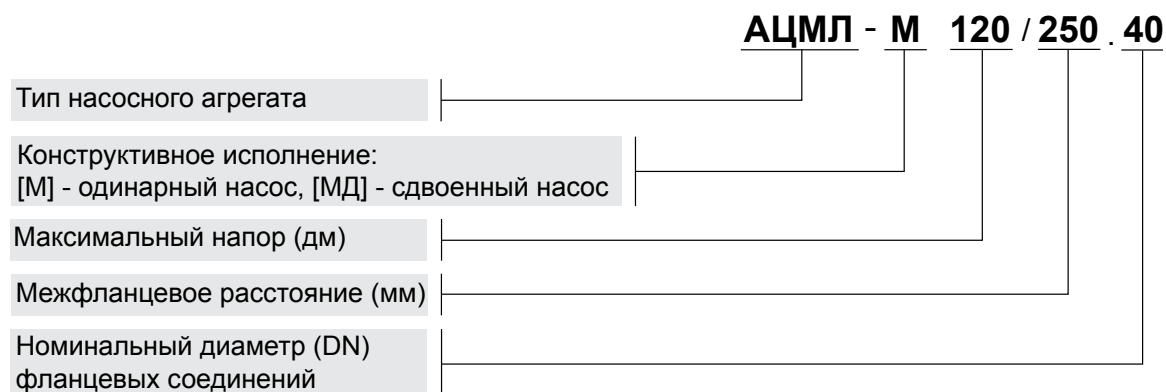 АЦМЛ - М 120 / 250 . 40
Тип насосного агрегата
Конструктивное исполнение:
[М] - одинарный насос, [МД] - сдвоенный насос
Максимальный напор (дм)
Межфланцевое расстояние (мм)
Номинальный диаметр (DN)
фланцевых соединений